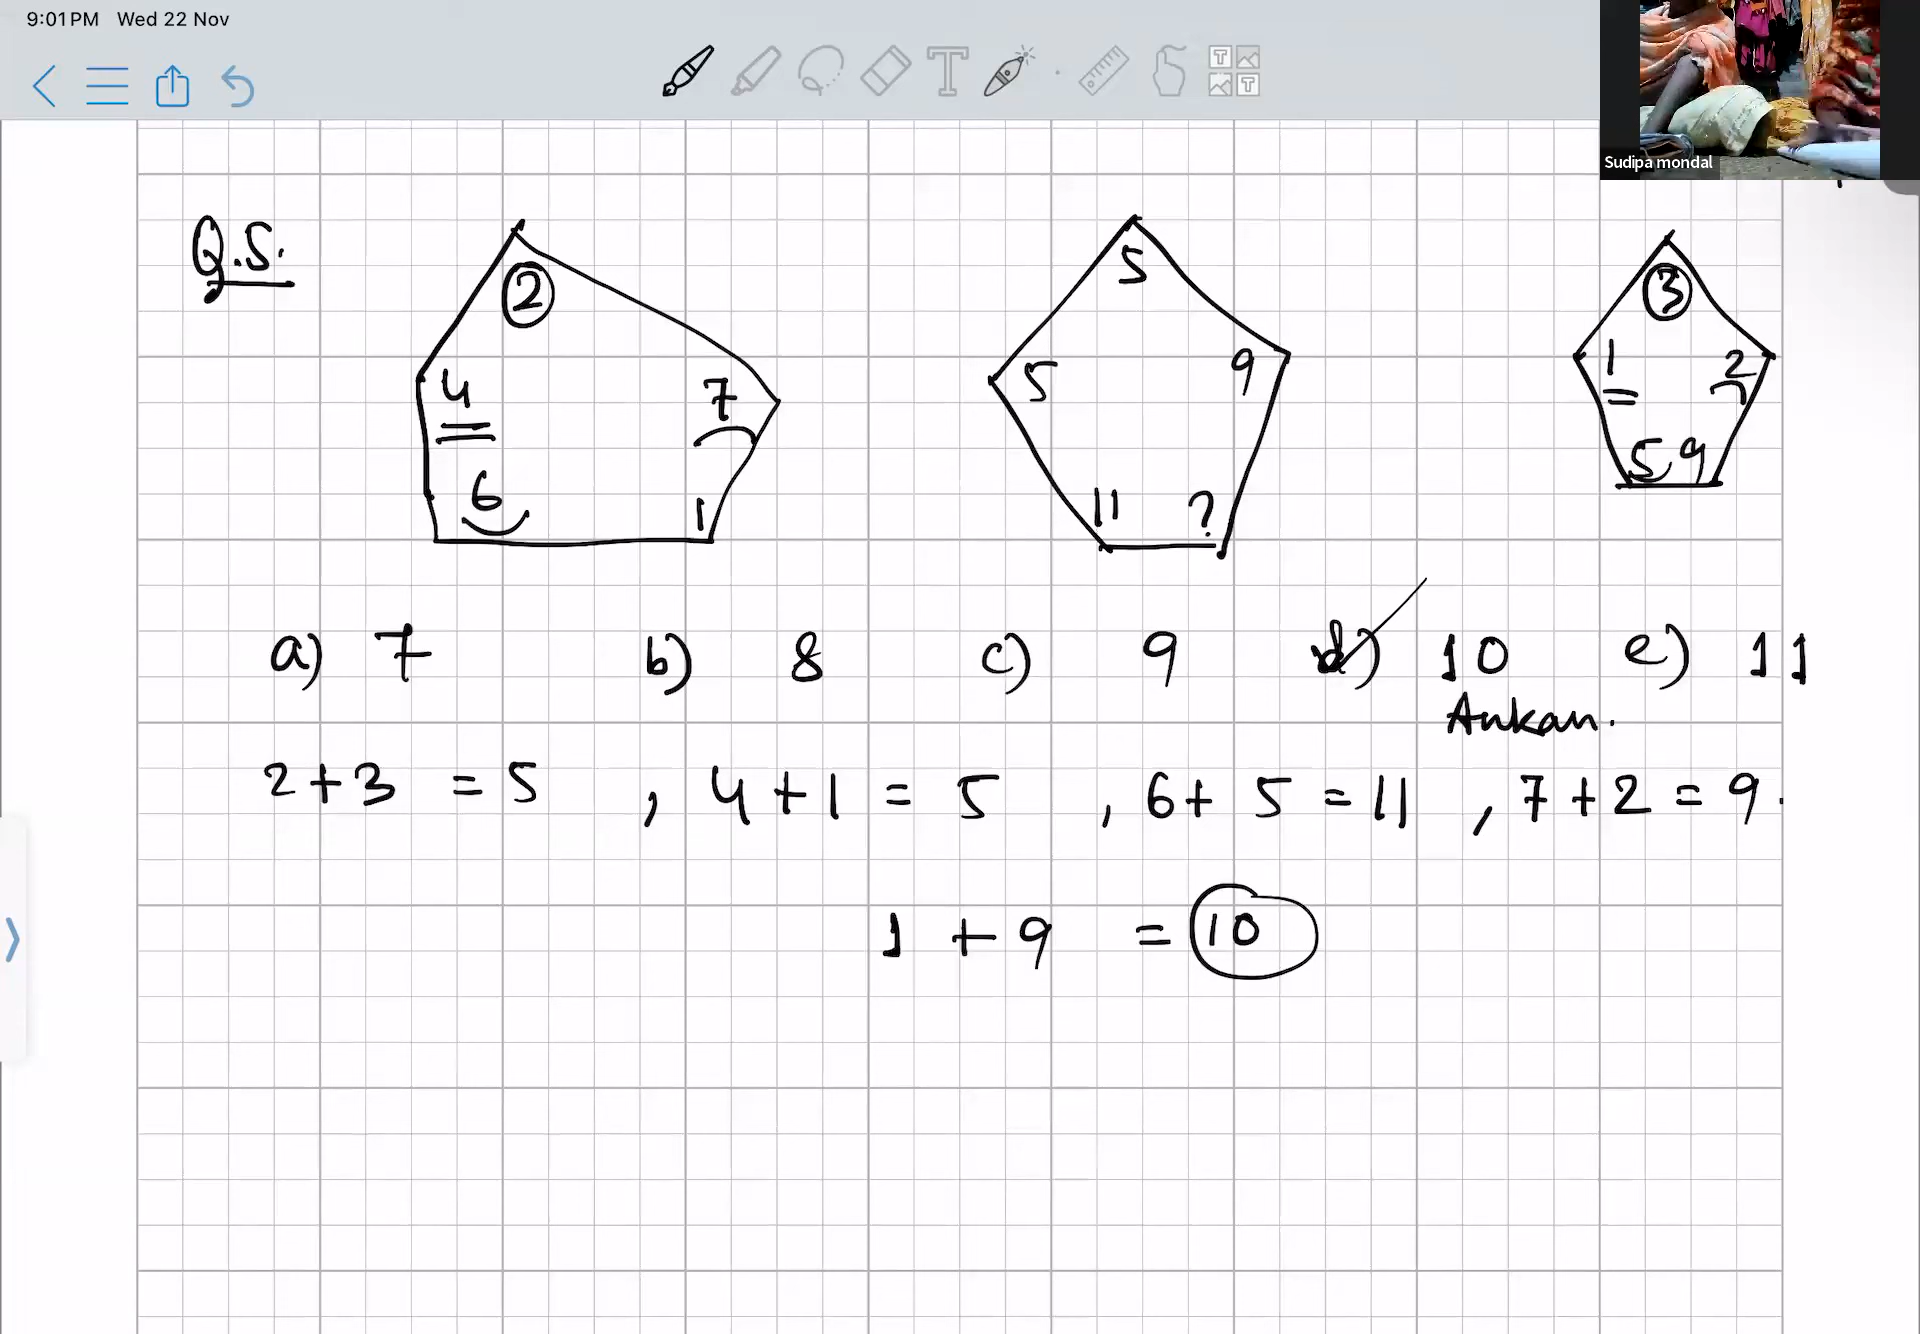 9:01 PM Wed 22 Nov
Sudipa mondal
Q.5.
2
4
7
6
1
5
5
9
11
?
3
1
2
5
9
a) 7 b) 8 c) 9 d) 10 e) 11
Ankan.
2+3 = 5 , 4+1 = 5 , 6+5 = 11 , 7+2 = 9.
1 + 9 = 10